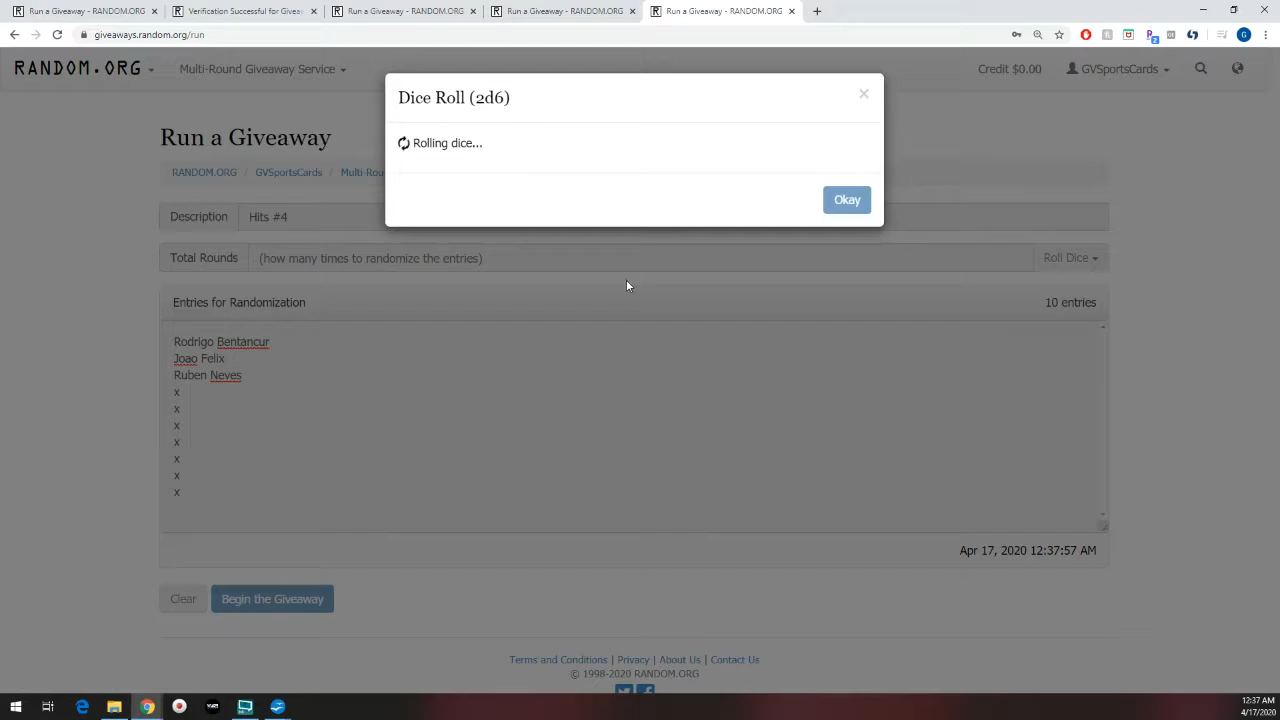 Run a Giveaway - RANDOM.ORG
Verification Successful for Giveaw
Run a Giveaway - RANDOM.ORG
Run a Giveaway - RANDOM.ORG
Run a Giveaway - RANDOM.ORG
giveaways.random.org/run
RANDOM.ORG
Multi-Round Giveaway Service
Credit $0.00
GVSportsCards
Dice Roll (2d6)
Rolling dice...
Okay
Run a Giveaway
RANDOM.ORG / GVSportsCards / Multi-Rou
Description Hits #4
Total Rounds (how many times to randomize the entries) Roll Dice
Entries for Randomization 10 entries
Rodrigo Bentancur
Joao Felix
Ruben Neves
x
x
x
x
x
x
x
Apr 17, 2020 12:37:57 AM
Clear Begin the Giveaway
Terms and Conditions | Privacy | About Us | Contact Us
© 1998-2020 RANDOM.ORG
12:37 AM
4/17/2020